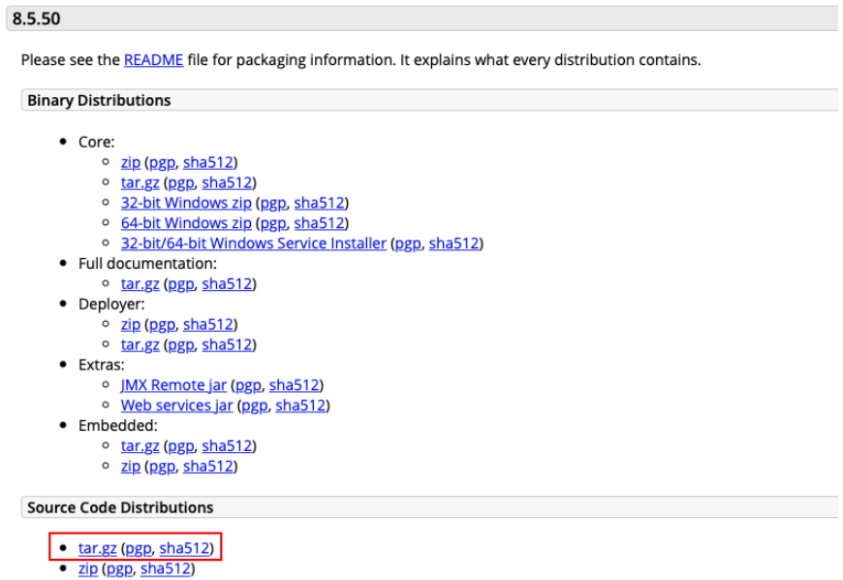 8.5.50
Please see the README file for packaging information. It explains what every distribution contains.
Binary Distributions
Core:
zip (pgp, sha512)
tar.gz (pgp, sha512)
32-bit Windows zip (pgp, sha512)
64-bit Windows zip (pgp, sha512)
32-bit/64-bit Windows Service Installer (pgp, sha512)
Full documentation:
tar.gz (pgp, sha512)
Deployer:
zip (pgp, sha512)
tar.gz (pgp, sha512)
Extras:
JMX Remote jar (pgp, sha512)
Web services jar (pgp, sha512)
Embedded:
tar.gz (pgp, sha512)
zip (pgp, sha512)
Source Code Distributions
tar.gz (pgp, sha512)
zip (pgp, sha512)